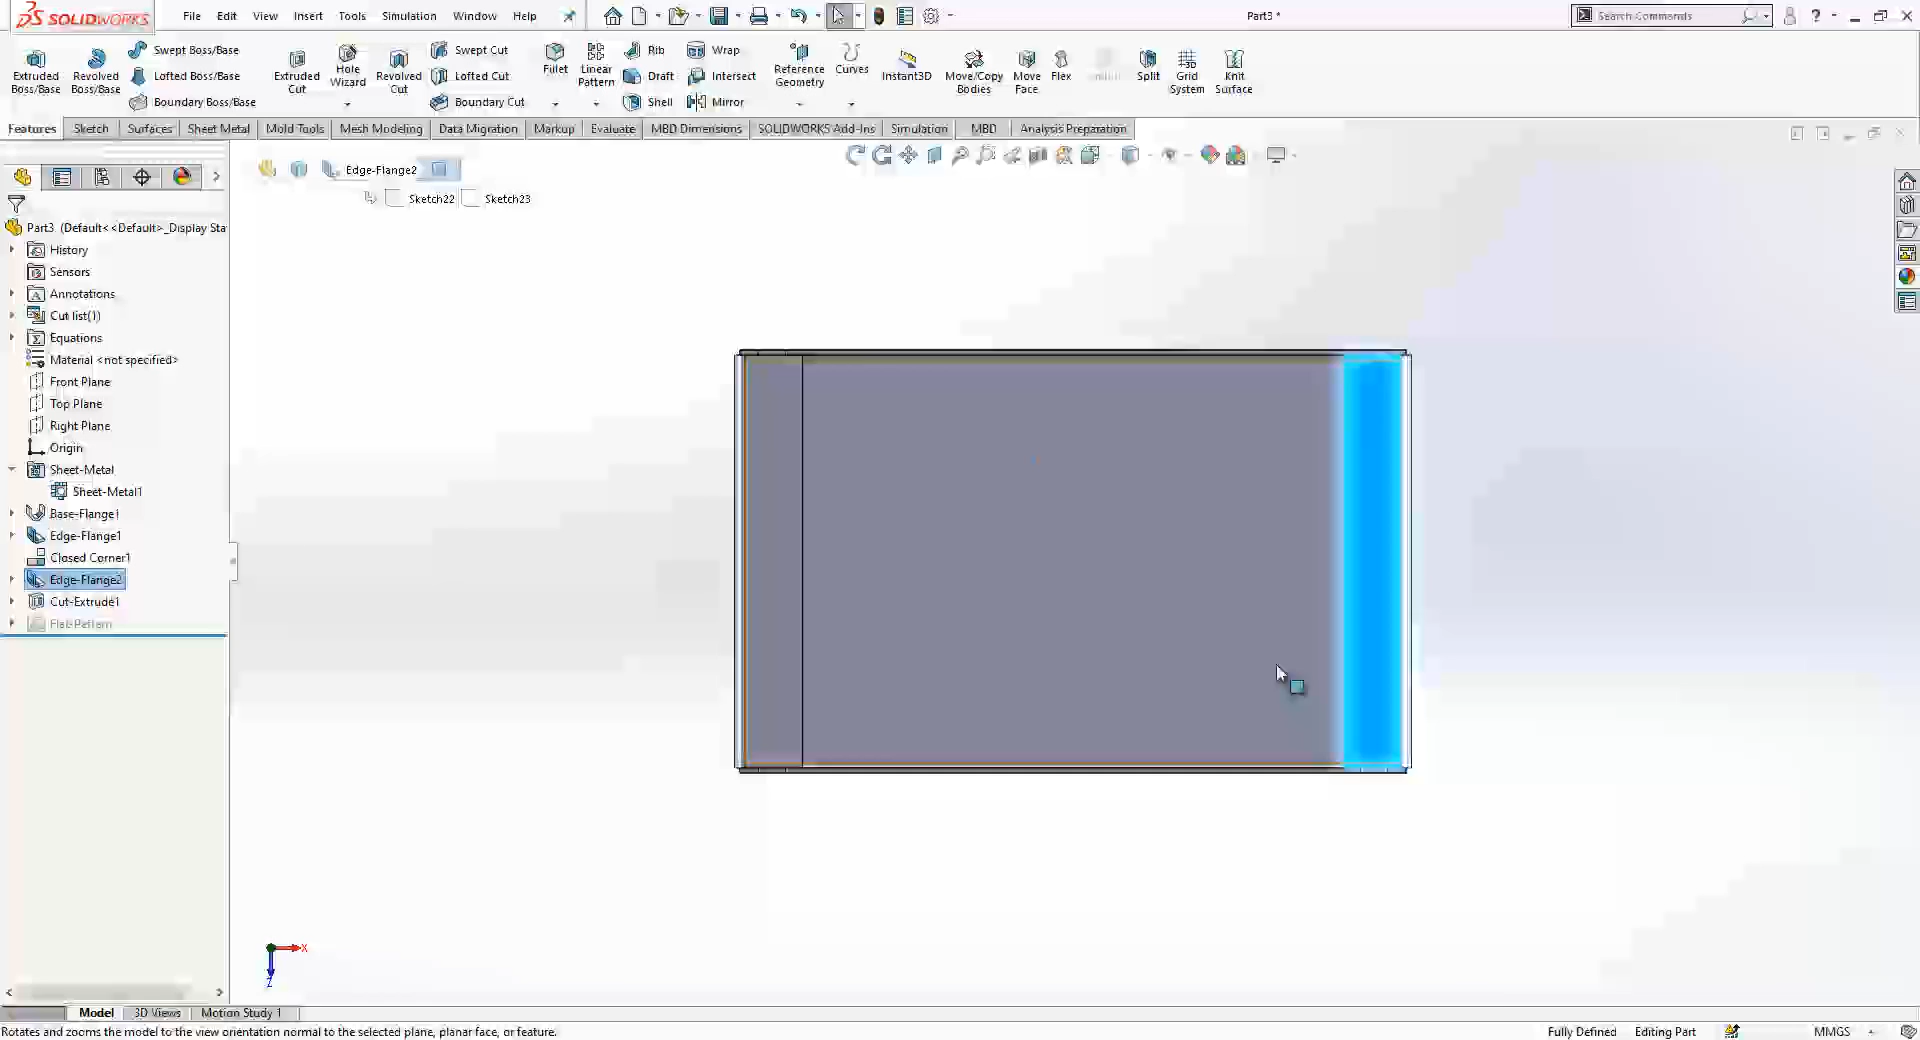 SOLIDWORKS File Edit View Insert Tools Simulation Window Help Part3 * Search Commands ?
Extruded Boss/Base
Revolved Boss/Base
Swept Boss/Base
Lofted Boss/Base
Boundary Boss/Base
Extruded Cut
Hole Wizard
Revolved Cut
Swept Cut
Lofted Cut
Boundary Cut
Fillet
Linear Pattern
Rib
Draft
Shell
Wrap
Intersect
Mirror
Reference Geometry
Curves
Instant3D
Move/Copy Bodies
Move Face
Flex
Split
Grid System
Knit Surface
Features Sketch Surfaces Sheet Metal Mold Tools Mesh Modeling Data Migration Markup Evaluate MBD Dimensions SOLIDWORKS Add-Ins Simulation MBD Analysis Preparation
Edge-Flange2
Sketch22 Sketch23
Part3 (Default<<Default>_Display Sta
History
Sensors
Annotations
Cut list(1)
Equations
Material <not specified>
Front Plane
Top Plane
Right Plane
Origin
Sheet-Metal
Sheet-Metal1
Base-Flange1
Edge-Flange1
Closed Corner1
Edge-Flange2
Cut-Extrude1
Flat-Pattern
X
Z
Model 3D Views Motion Study 1
Rotates and zooms the model to the view orientation normal to the selected plane, planar face, or feature. Fully Defined Editing Part MMGS